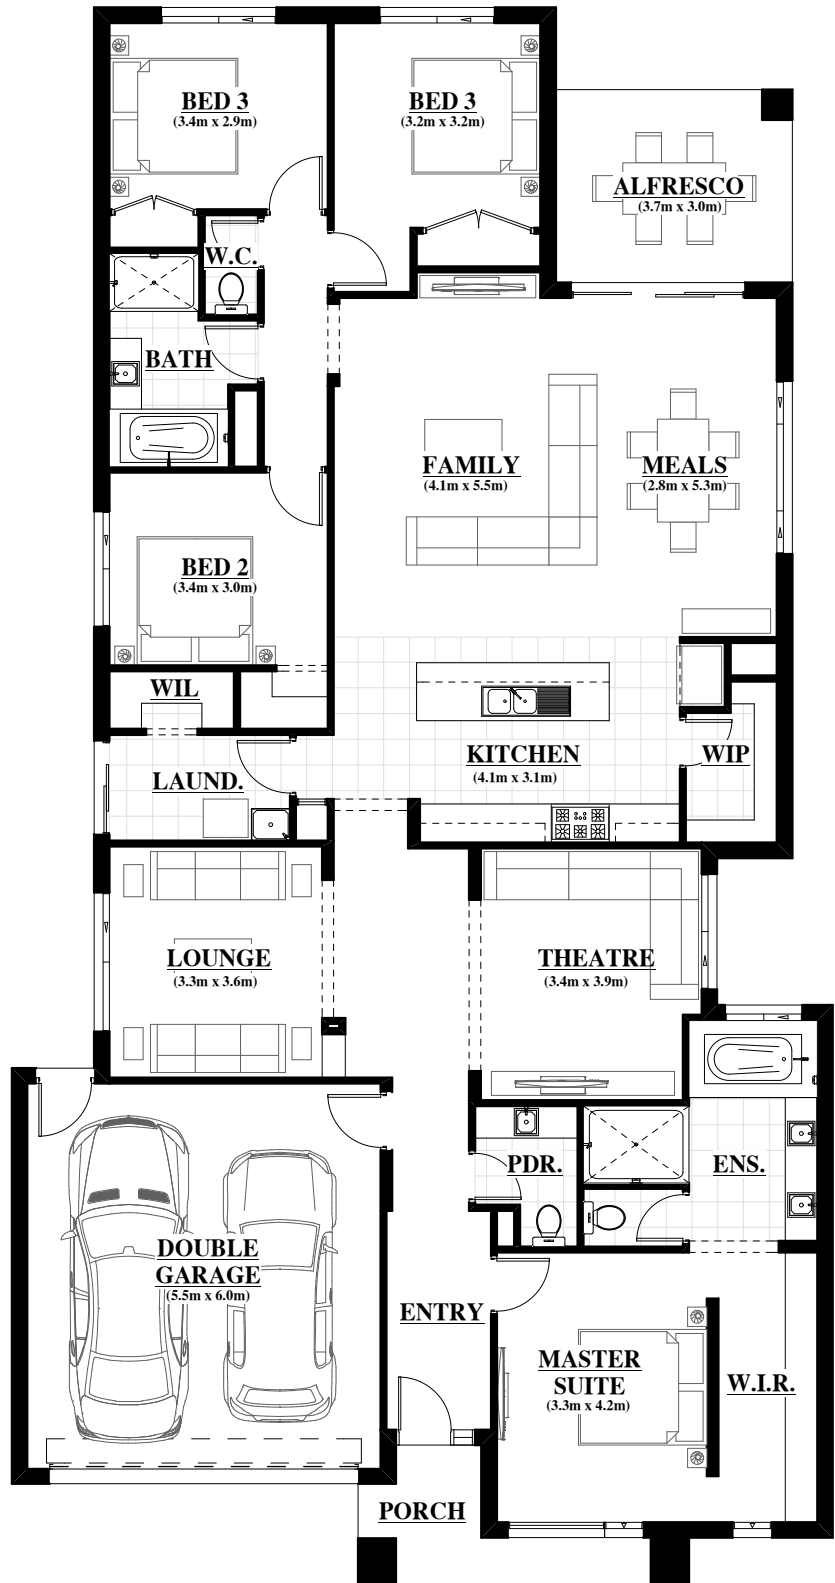 BED 3
(3.4m x 2.9m)
BED 3
(3.2m x 3.2m)
ALFRESCO
(3.7m x 3.0m)
W.C.
BATH
FAMILY
(4.1m x 5.5m)
MEALS
(2.8m x 5.3m)
BED 2
(3.4m x 3.0m)
WIL
KITCHEN
(4.1m x 3.1m)
WIP
LAUND.
LOUNGE
(3.3m x 3.6m)
THEATRE
(3.4m x 3.9m)
PDR.
ENS.
DOUBLE
GARAGE
(5.5m x 6.0m)
ENTRY
MASTER
SUITE
(3.3m x 4.2m)
W.I.R.
PORCH